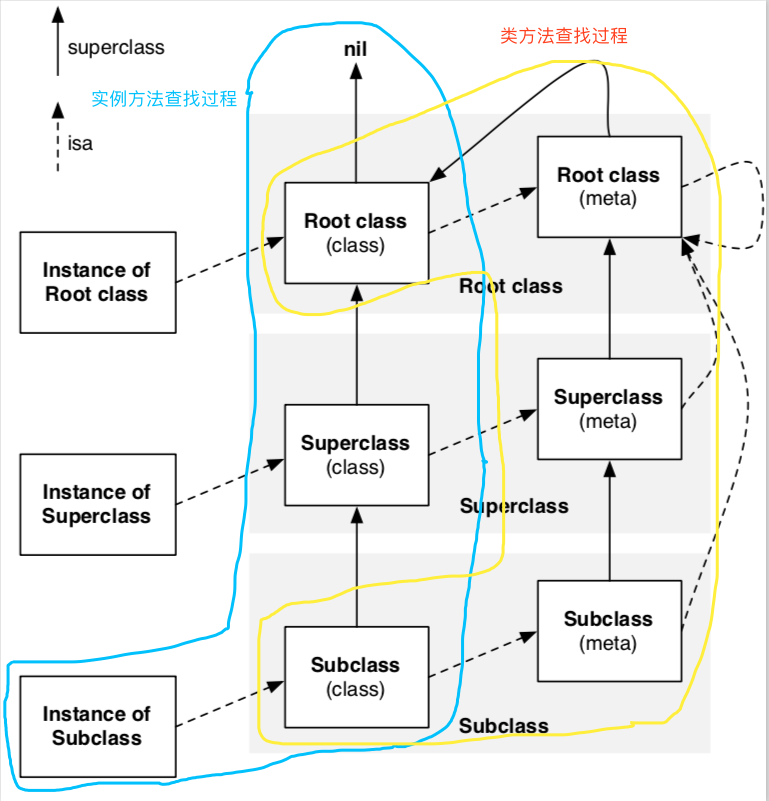 superclass
isa
实例方法查找过程
nil
类方法查找过程
Root class
(meta)
Root class
(class)
Instance of
Root class
Root class
Superclass
(meta)
Superclass
(class)
Instance of
Superclass
Superclass
Subclass
(meta)
Subclass
(class)
Instance of
Subclass
Subclass